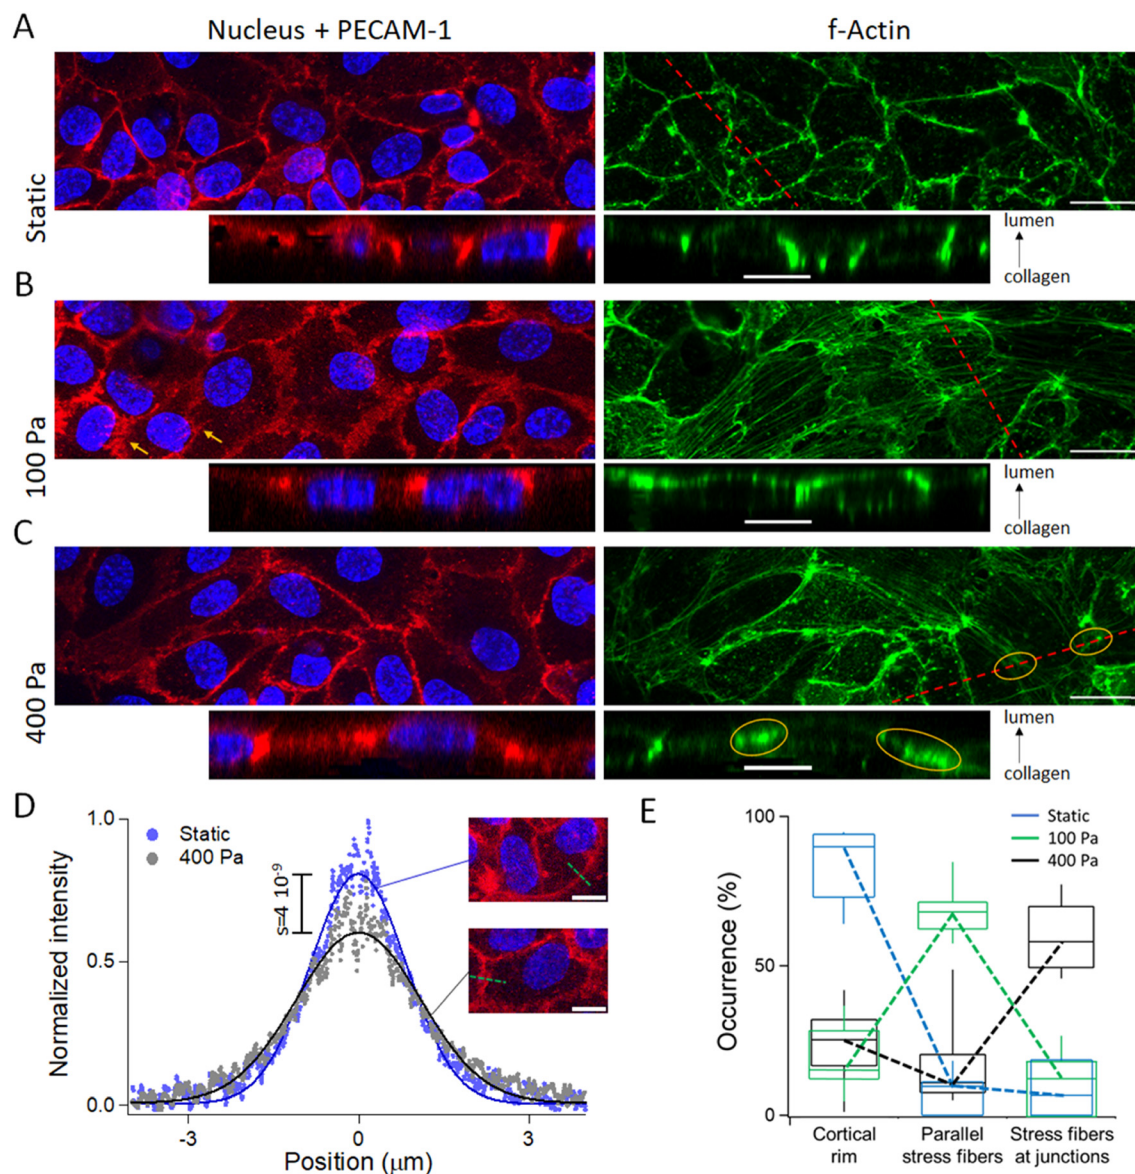 A
Nucleus + PECAM-1
f-Actin
Static
lumen
collagen
B
100 Pa
lumen
collagen
C
400 Pa
lumen
collagen
D
Normalized intensity
1.0
0.5
0.0
Static
400 Pa
s=4 10-9
-3
0
3
Position (μm)
E
Occurrence (%)
100
50
0
Static
100 Pa
400 Pa
Cortical
rim
Parallel
stress fibers
Stress fibers
at junctions